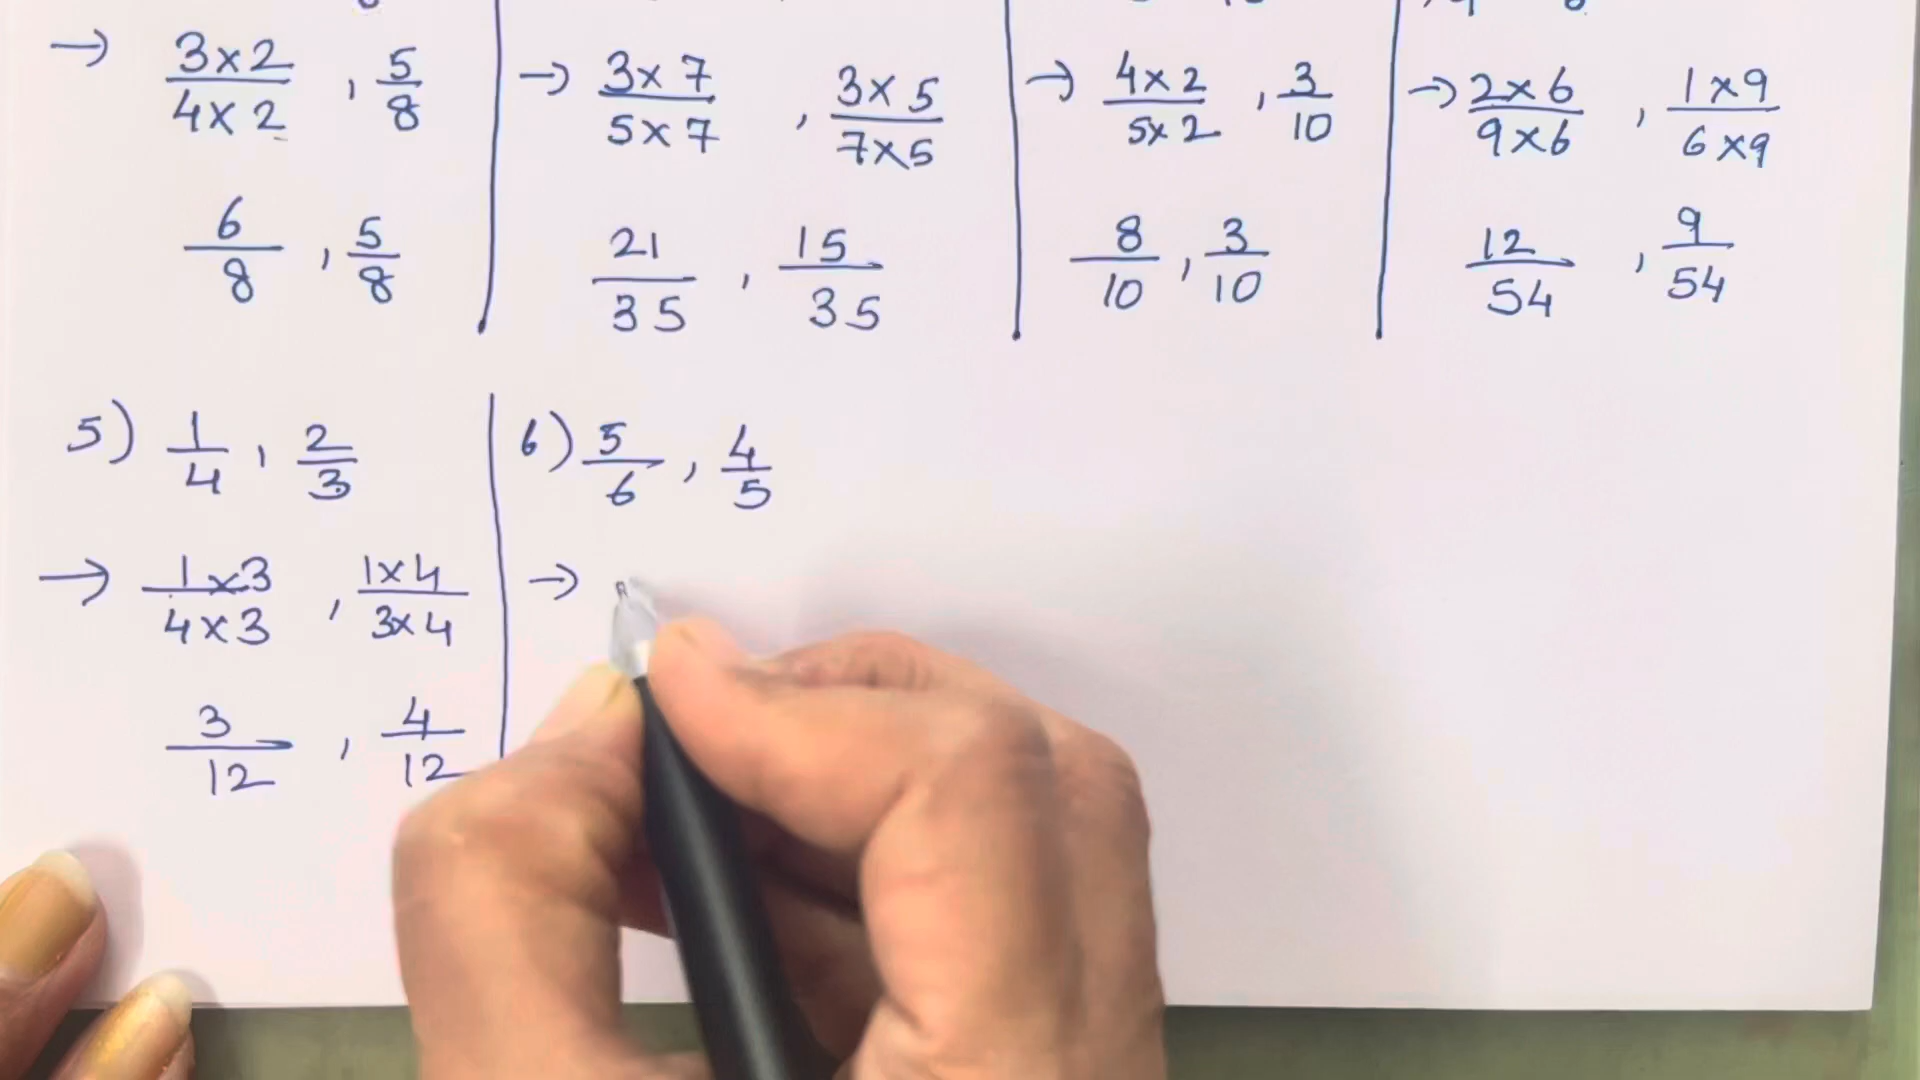 → 3×2/4×2 , 5/8
6/8 , 5/8
→ 3×7/5×7 , 3×5/7×5
21/35 , 15/35
→ 4×2/5×2 , 3/10
8/10 , 3/10
→ 2×6/9×6 , 1×9/6×9
12/54 , 9/54
5) 1/4 , 2/3
→ 1×3/4×3 , 1×4/3×4
3/12 , 4/12
6) 5/6 , 4/5
→